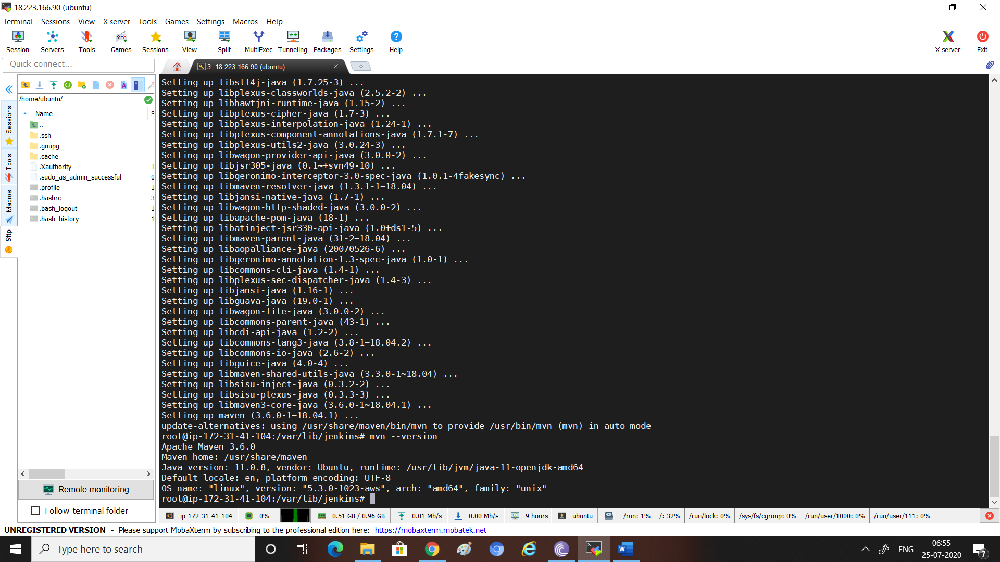 18.223.166.90 (ubuntu)
Terminal Sessions View X server Tools Games Settings Macros Help
Session Servers Tools Games Sessions View Split MultiExec Tunneling Packages Settings Help X server Exit
Quick connect...
3. 18.223.166.90 (ubuntu)
/home/ubuntu/
Name S
..
.ssh
.gnupg
.cache
.Xauthority 1
.sudo_as_admin_successful 0
.profile 1
.bashrc 3
.bash_logout 1
.bash_history 1
Sessions
Tools
Macros
Sftp
Remote monitoring
Follow terminal folder
Setting up libslf4j-java (1.7.25-3) ...
Setting up libplexus-classworlds-java (2.5.2-2) ...
Setting up libhawtjni-runtime-java (1.15-2) ...
Setting up libplexus-cipher-java (1.7-3) ...
Setting up libplexus-interpolation-java (1.24-1) ...
Setting up libplexus-component-annotations-java (1.7.1-7) ...
Setting up libplexus-utils2-java (3.0.24-3) ...
Setting up libwagon-provider-api-java (3.0.0-2) ...
Setting up libjsr305-java (0.1~+svn49-10) ...
Setting up libgeronimo-interceptor-3.0-spec-java (1.0.1-4fakesync) ...
Setting up libmaven-resolver-java (1.3.1-1~18.04) ...
Setting up libjansi-native-java (1.7-1) ...
Setting up libwagon-http-shaded-java (3.0.0-2) ...
Setting up libapache-pom-java (18-1) ...
Setting up libatinject-jsr330-api-java (1.0+ds1-5) ...
Setting up libmaven-parent-java (31-2~18.04) ...
Setting up libaopalliance-java (20070526-6) ...
Setting up libgeronimo-annotation-1.3-spec-java (1.0-1) ...
Setting up libcommons-cli-java (1.4-1) ...
Setting up libplexus-sec-dispatcher-java (1.4-3) ...
Setting up libjansi-java (1.16-1) ...
Setting up libguava-java (19.0-1) ...
Setting up libwagon-file-java (3.0.0-2) ...
Setting up libcommons-parent-java (43-1) ...
Setting up libcdi-api-java (1.2-2) ...
Setting up libcommons-lang3-java (3.8-1~18.04.2) ...
Setting up libcommons-io-java (2.6-2) ...
Setting up libguice-java (4.0-4) ...
Setting up libmaven-shared-utils-java (3.3.0-1~18.04) ...
Setting up libsisu-inject-java (0.3.2-2) ...
Setting up libsisu-plexus-java (0.3.3-3) ...
Setting up libmaven3-core-java (3.6.0-1~18.04.1) ...
Setting up maven (3.6.0-1~18.04.1) ...
update-alternatives: using /usr/share/maven/bin/mvn to provide /usr/bin/mvn (mvn) in auto mode
root@ip-172-31-41-104:/var/lib/jenkins# mvn --version
Apache Maven 3.6.0
Maven home: /usr/share/maven
Java version: 11.0.8, vendor: Ubuntu, runtime: /usr/lib/jvm/java-11-openjdk-amd64
Default locale: en, platform encoding: UTF-8
OS name: "linux", version: "5.3.0-1023-aws", arch: "amd64", family: "unix"
root@ip-172-31-41-104:/var/lib/jenkins#
ip-172-31-41-104 0% 0.51 GB / 0.96 GB 0.01 Mb/s 0.00 Mb/s 9 hours ubuntu /run: 1% /: 32% /run/lock: 0% /sys/fs/cgroup: 0% /run/user/1000: 0% /run/user/111: 0%
UNREGISTERED VERSION - Please support MobaXterm by subscribing to the professional edition here: https://mobaxterm.mobatek.net
Type here to search
ENG
06:55
25-07-2020
7